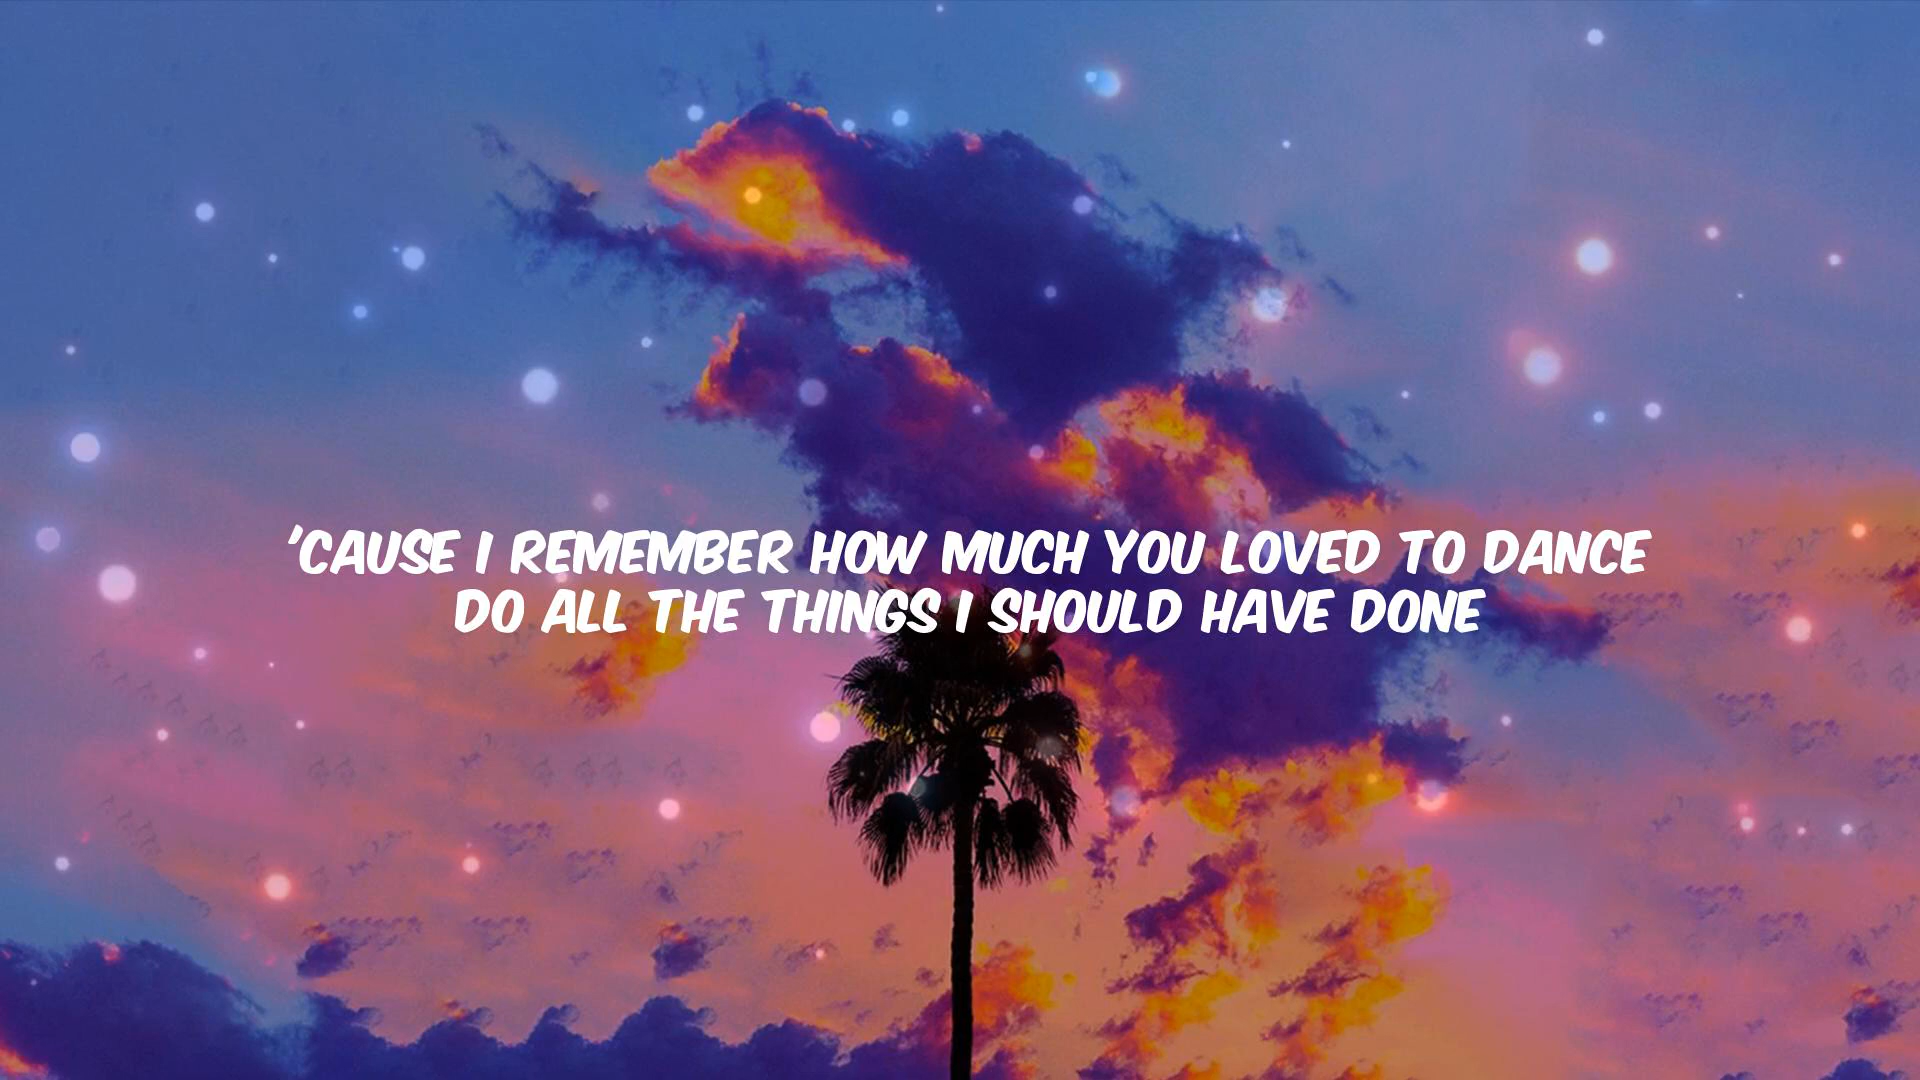 'CAUSE I REMEMBER HOW MUCH YOU LOVED TO DANCE
DO ALL THE THINGS I SHOULD HAVE DONE